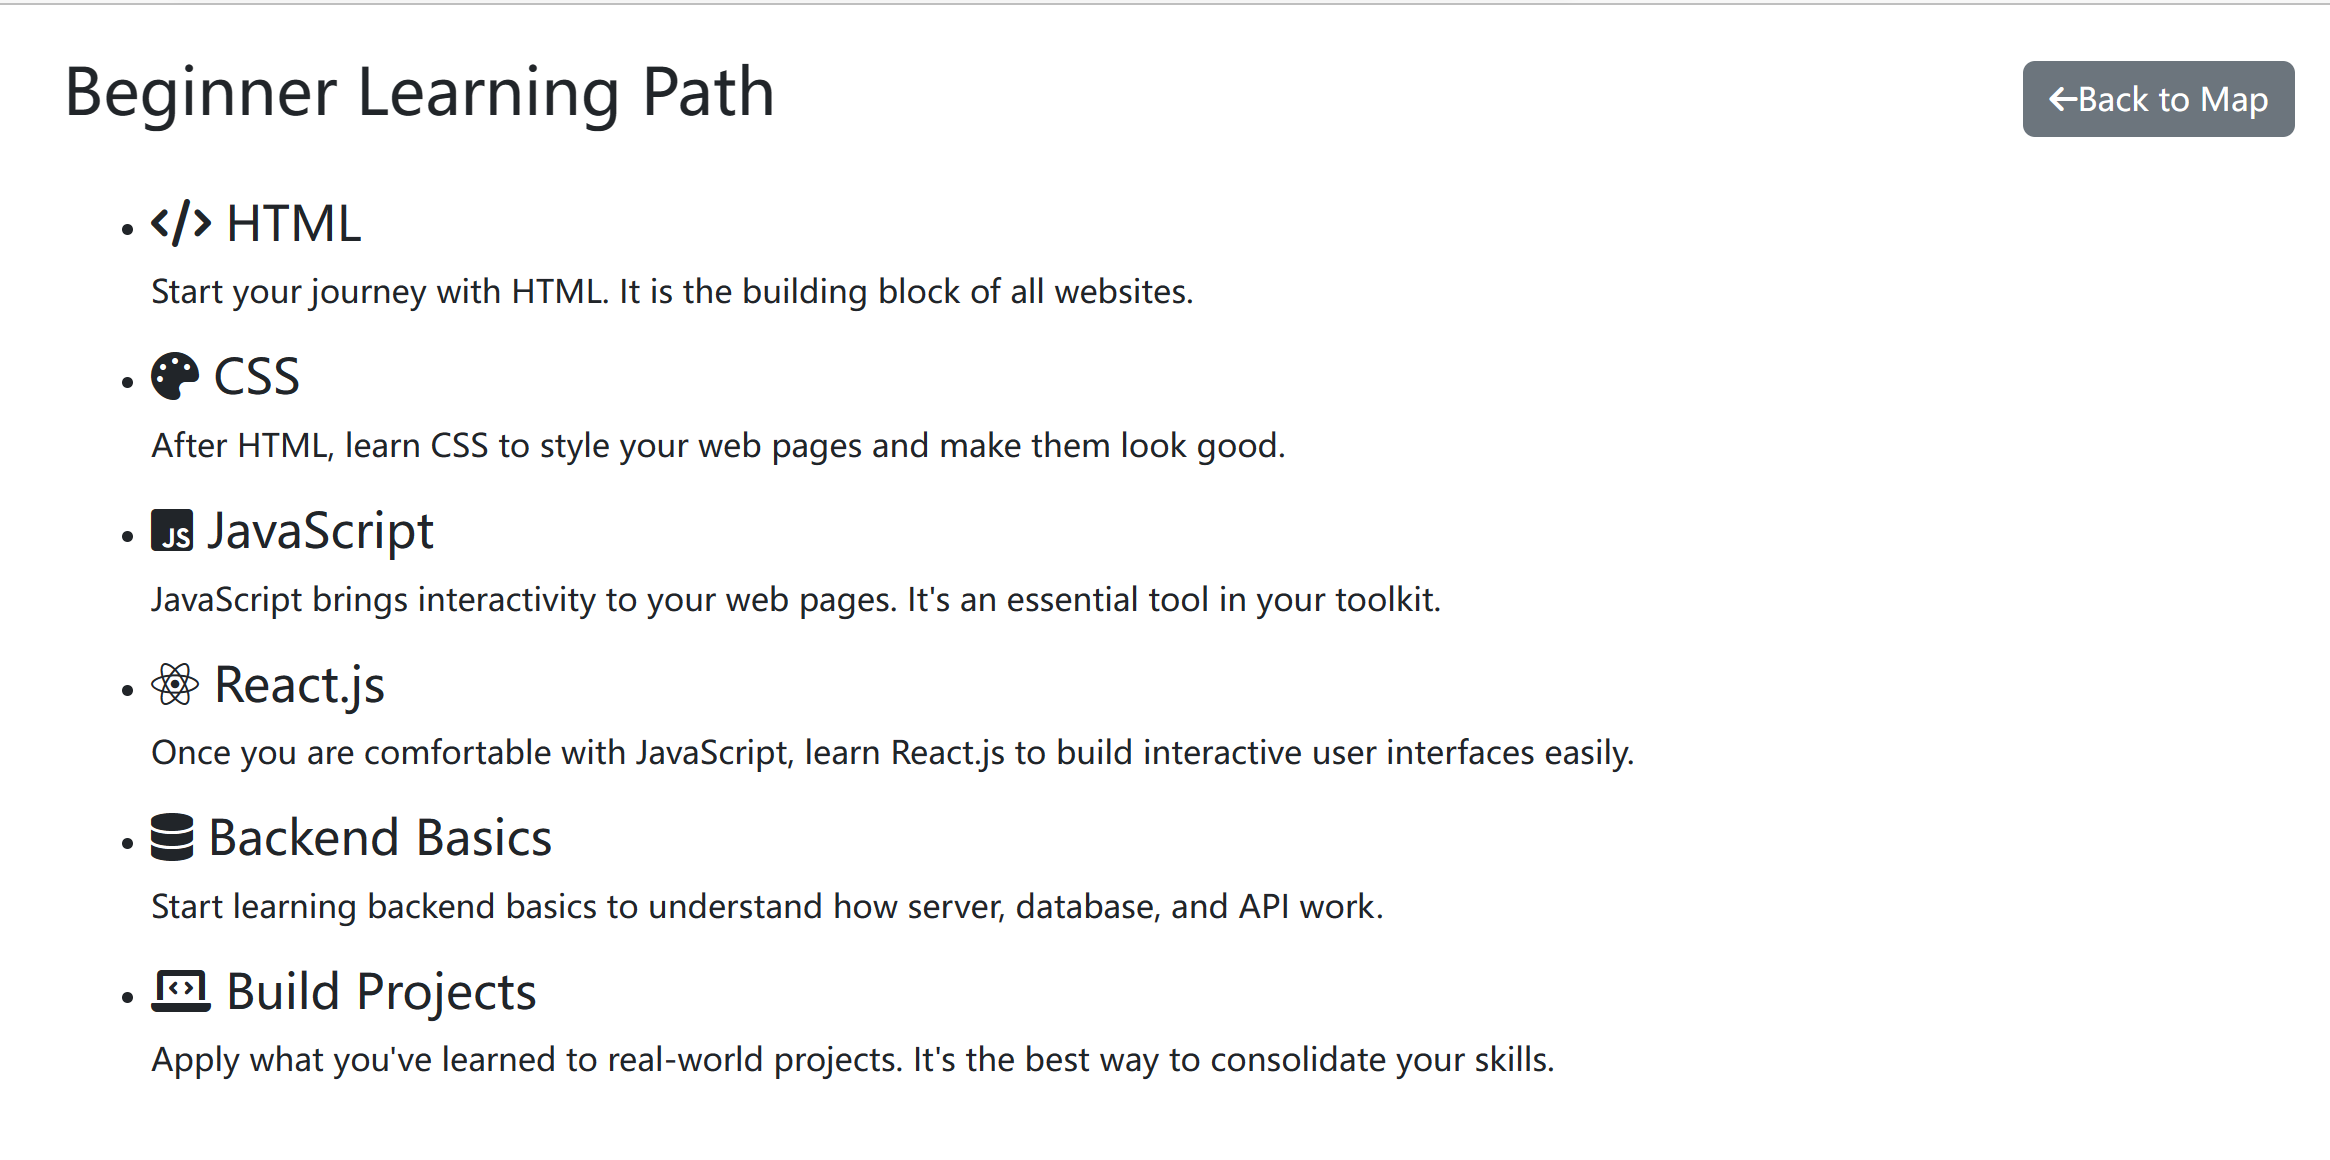 Beginner Learning Path
Back to Map
</> HTML
Start your journey with HTML. It is the building block of all websites.
CSS
After HTML, learn CSS to style your web pages and make them look good.
JS JavaScript
JavaScript brings interactivity to your web pages. It's an essential tool in your toolkit.
React.js
Once you are comfortable with JavaScript, learn React.js to build interactive user interfaces easily.
Backend Basics
Start learning backend basics to understand how server, database, and API work.
Build Projects
Apply what you've learned to real-world projects. It's the best way to consolidate your skills.